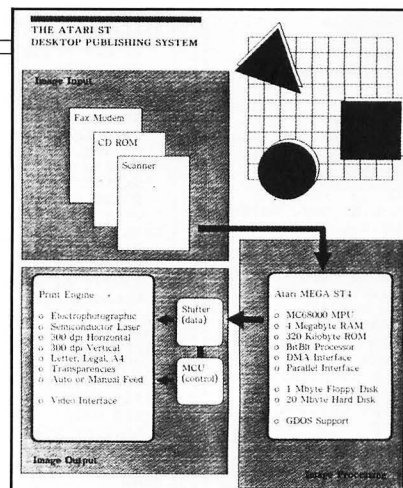 THE ATARI ST
DESKTOP PUBLISHING SYSTEM
Image Input
Fax Modem
CD ROM
Scanner
Print Engine
o Electrophotographic
o Semiconductor Laser
o 300 dpi Horizontal
o 300 dpi Vertical
o Letter, Legal, A4
o Transparencies
o Auto or Manual Feed
o Video Interface
Shifter
(data)
MCU
(control)
Image Output
Atari MEGA ST4
o MC68000 MPU
o 4 Megabyte RAM
o 320 Kilobyte ROM
o BitBlt Processor
o DMA Interface
o Parallel Interface
o 1 Mbyte Floppy Disk
o 20 Mbyte Hard Disk
o GDOS Support
Image Processing